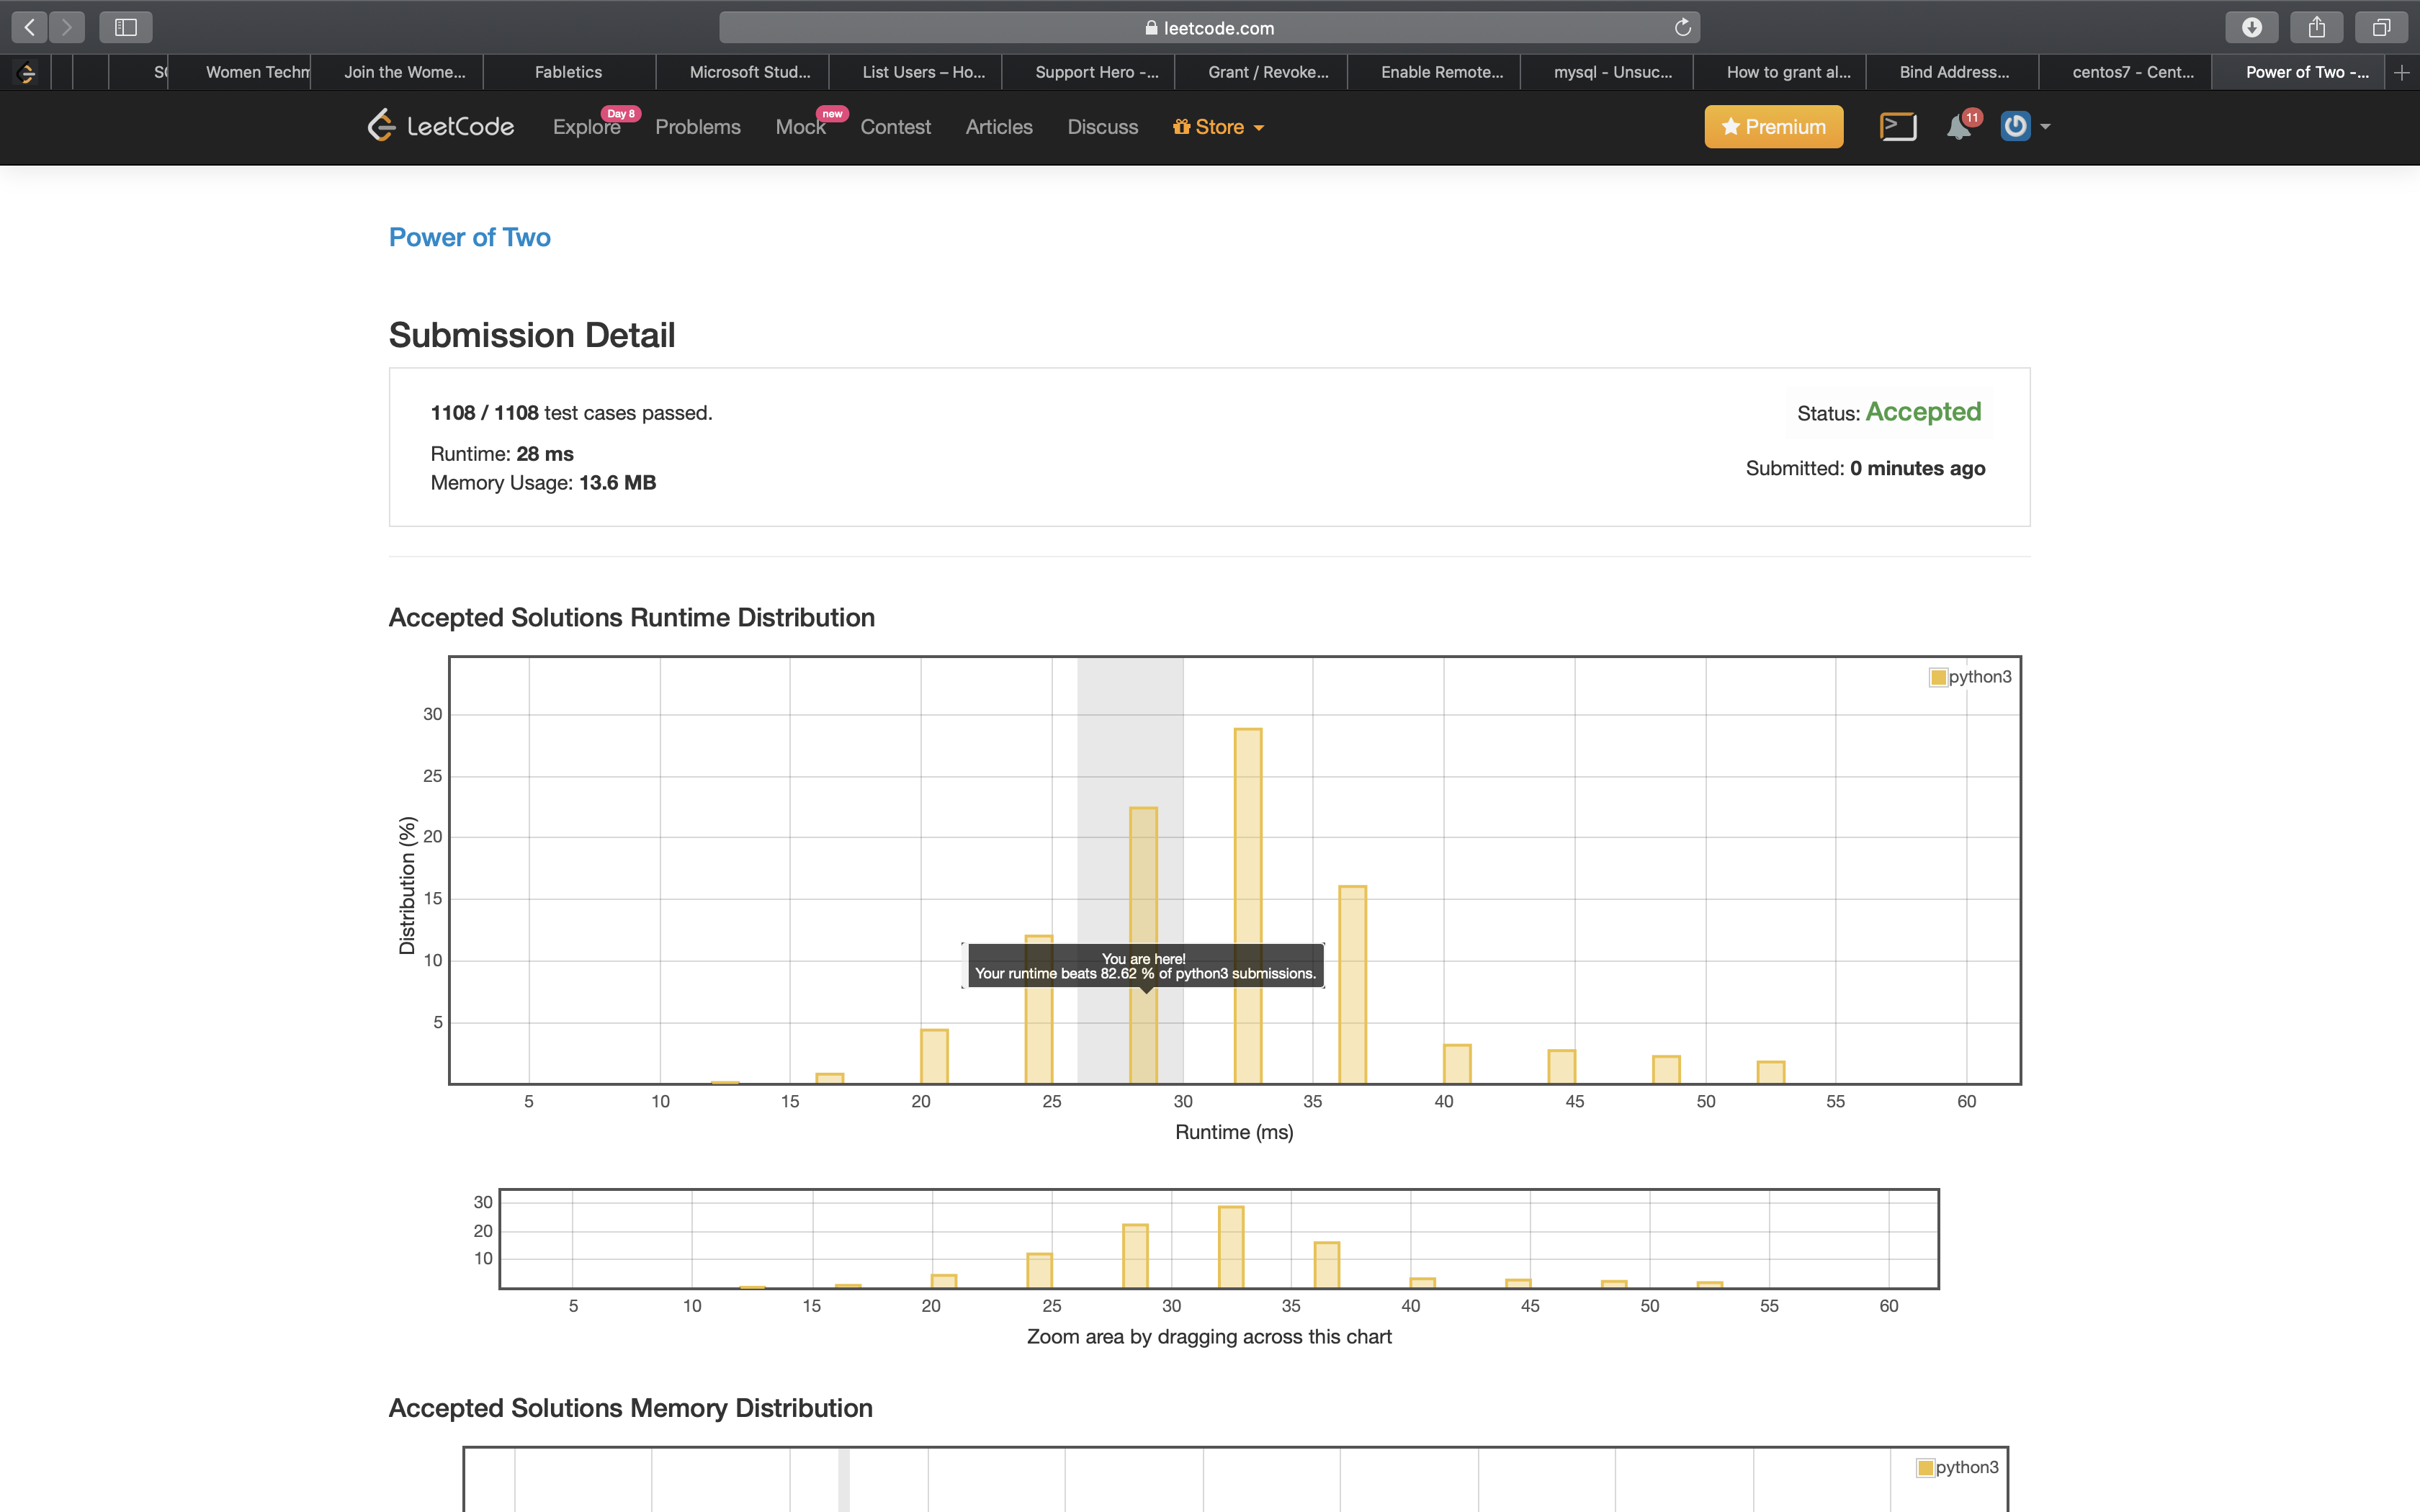 leetcode.com
Women Techm
Join the Wome...
Fabletics
Microsoft Stud...
List Users – Ho...
Support Hero -...
Grant / Revoke...
Enable Remote...
mysql - Unsuc...
How to grant al...
Bind Address...
centos7 - Cent...
Power of Two -...
LeetCode
Explore
Day 8
Problems
Mock
new
Contest
Articles
Discuss
Store
Premium
11
Power of Two
Submission Detail
1108 / 1108 test cases passed.
Status: Accepted
Runtime: 28 ms
Submitted: 0 minutes ago
Memory Usage: 13.6 MB
Accepted Solutions Runtime Distribution
python3
30
25
20
15
10
5
Distribution (%)
You are here!
Your runtime beats 82.62 % of python3 submissions.
5 10 15 20 25 30 35 40 45 50 55 60
Runtime (ms)
30
20
10
5 10 15 20 25 30 35 40 45 50 55 60
Zoom area by dragging across this chart
Accepted Solutions Memory Distribution
python3